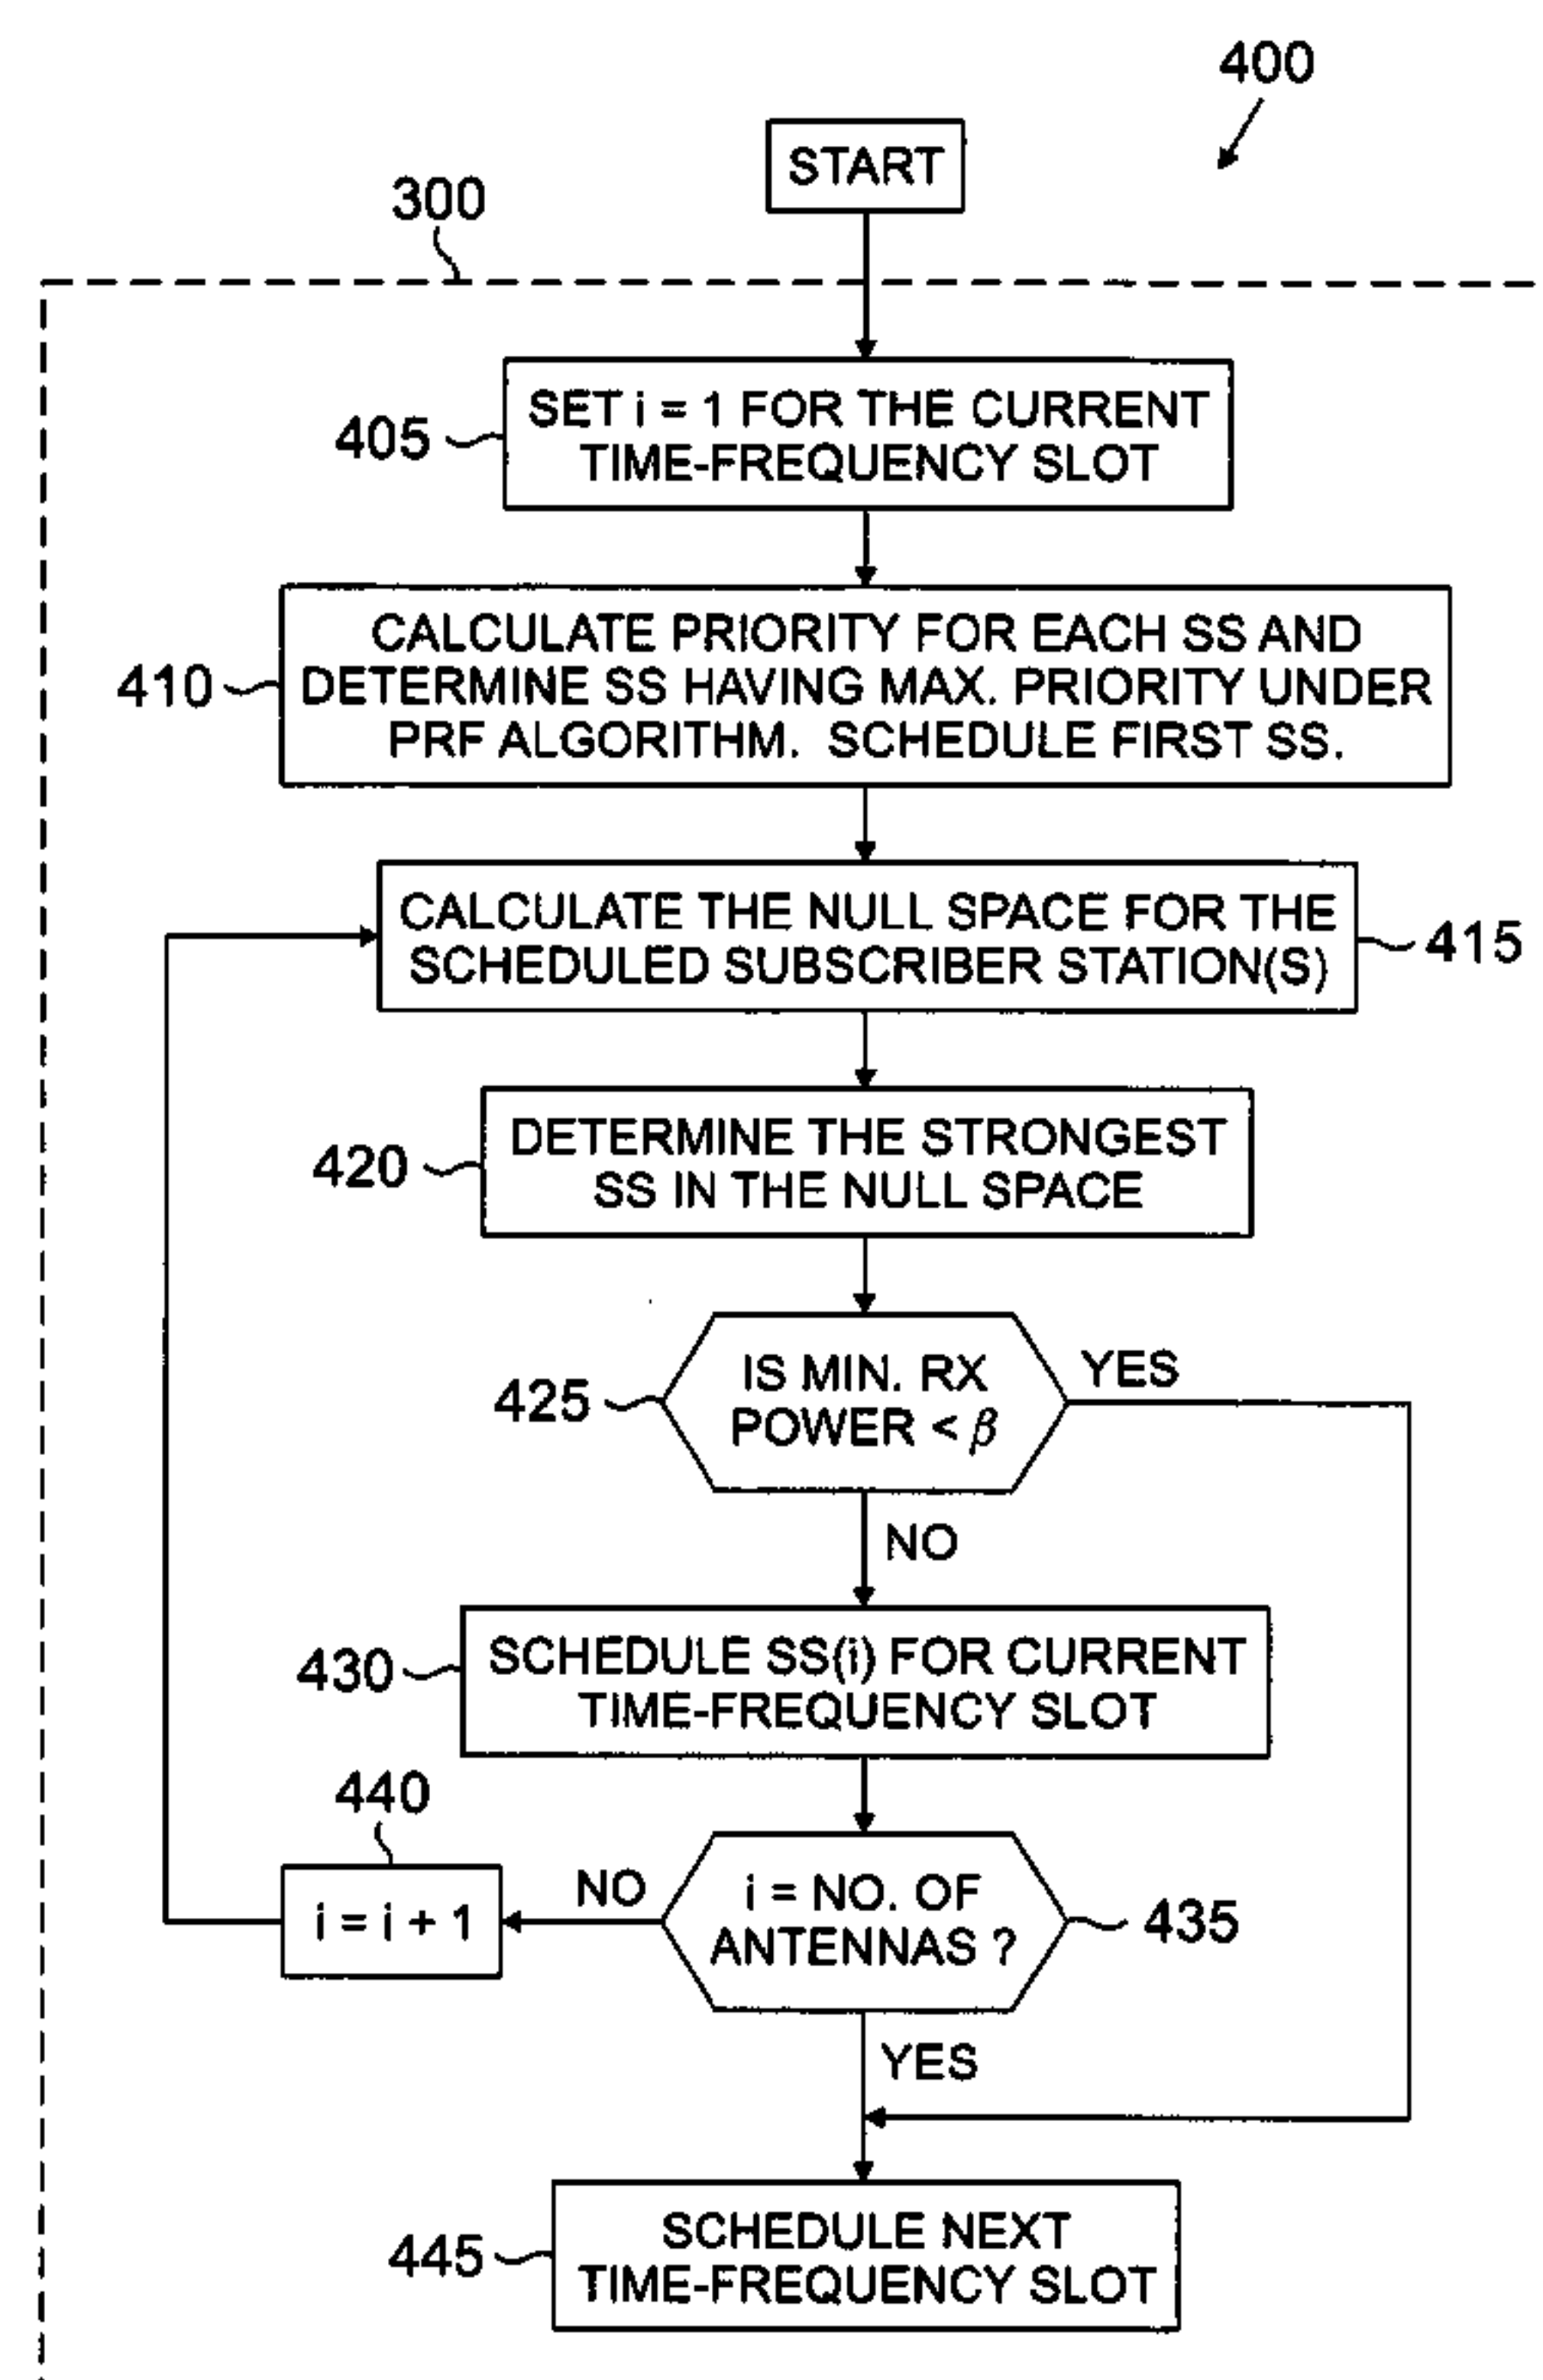 400
START
300
SET i = 1 FOR THE CURRENT
TIME-FREQUENCY SLOT
405
CALCULATE PRIORITY FOR EACH SS AND
DETERMINE SS HAVING MAX. PRIORITY UNDER
PRF ALGORITHM. SCHEDULE FIRST SS.
410
CALCULATE THE NULL SPACE FOR THE
SCHEDULED SUBSCRIBER STATION(S)
415
DETERMINE THE STRONGEST
SS IN THE NULL SPACE
420
IS MIN. RX
POWER < β
425
YES
NO
SCHEDULE SS(i) FOR CURRENT
TIME-FREQUENCY SLOT
430
440
i = i + 1
NO
i = NO. OF
ANTENNAS ?
435
YES
SCHEDULE NEXT
TIME-FREQUENCY SLOT
445